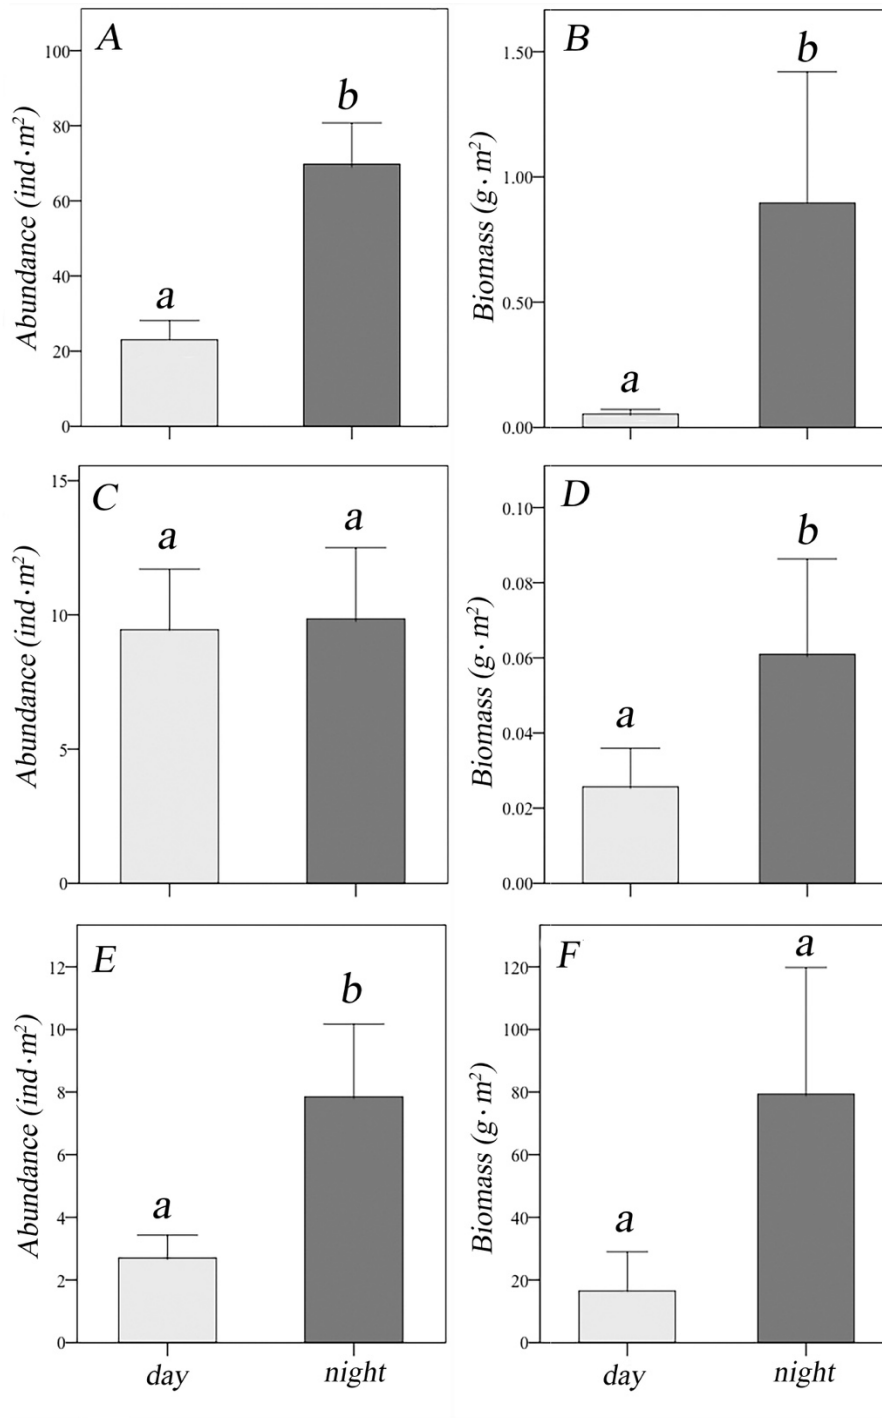 A
Abundance (ind·m²)
100
80
60
40
20
0
a
b
B
Biomass (g·m²)
1.50
1.00
0.50
0.00
a
b
C
Abundance (ind·m²)
15
10
5
0
a
a
D
Biomass (g·m²)
0.10
0.08
0.06
0.04
0.02
0.00
a
b
E
Abundance (ind·m²)
12
10
8
6
4
2
0
a
b
day
night
F
Biomass (g·m²)
120
100
80
60
40
20
0
a
a
day
night